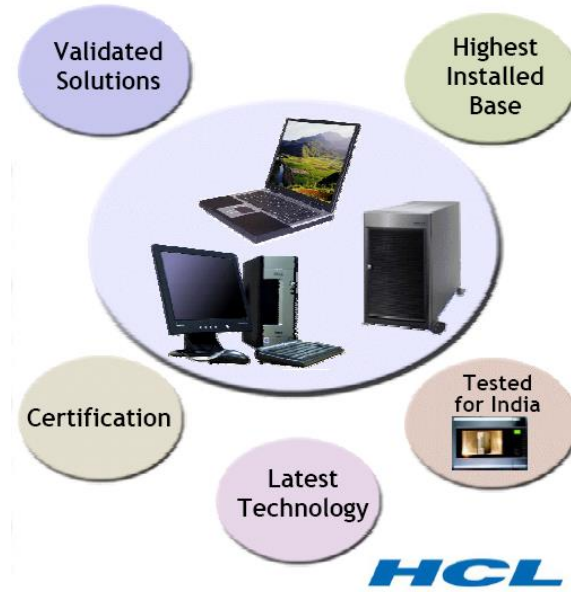 Validated
Solutions
Highest
Installed
Base
Certification
Tested
for India
Latest
Technology
HCL